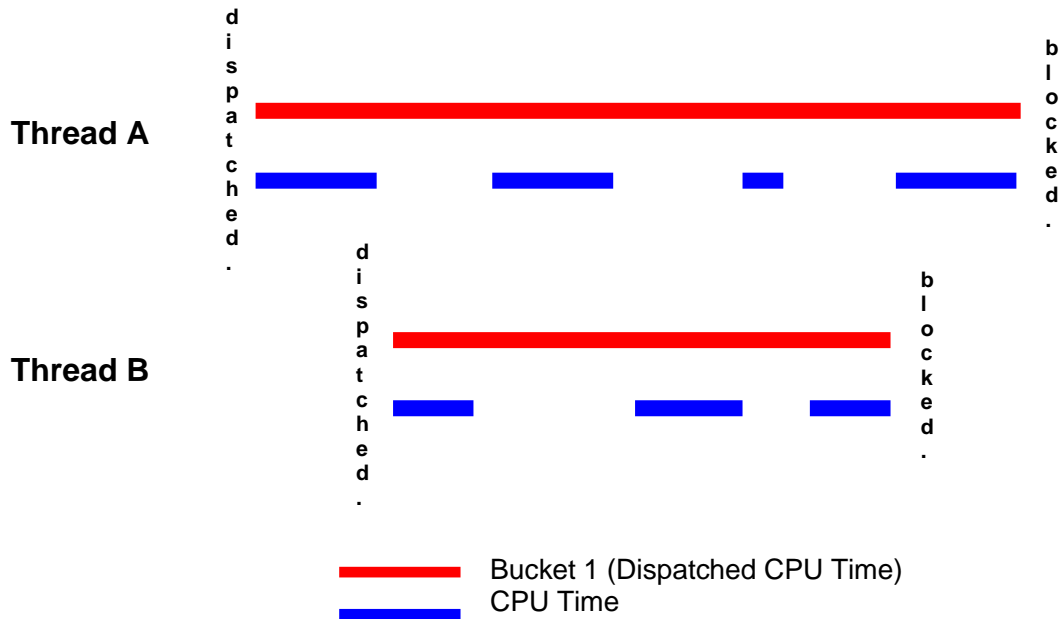 dispatched.
blocked.
Thread A
dispatched.
blocked.
Thread B
Bucket 1 (Dispatched CPU Time)
CPU Time